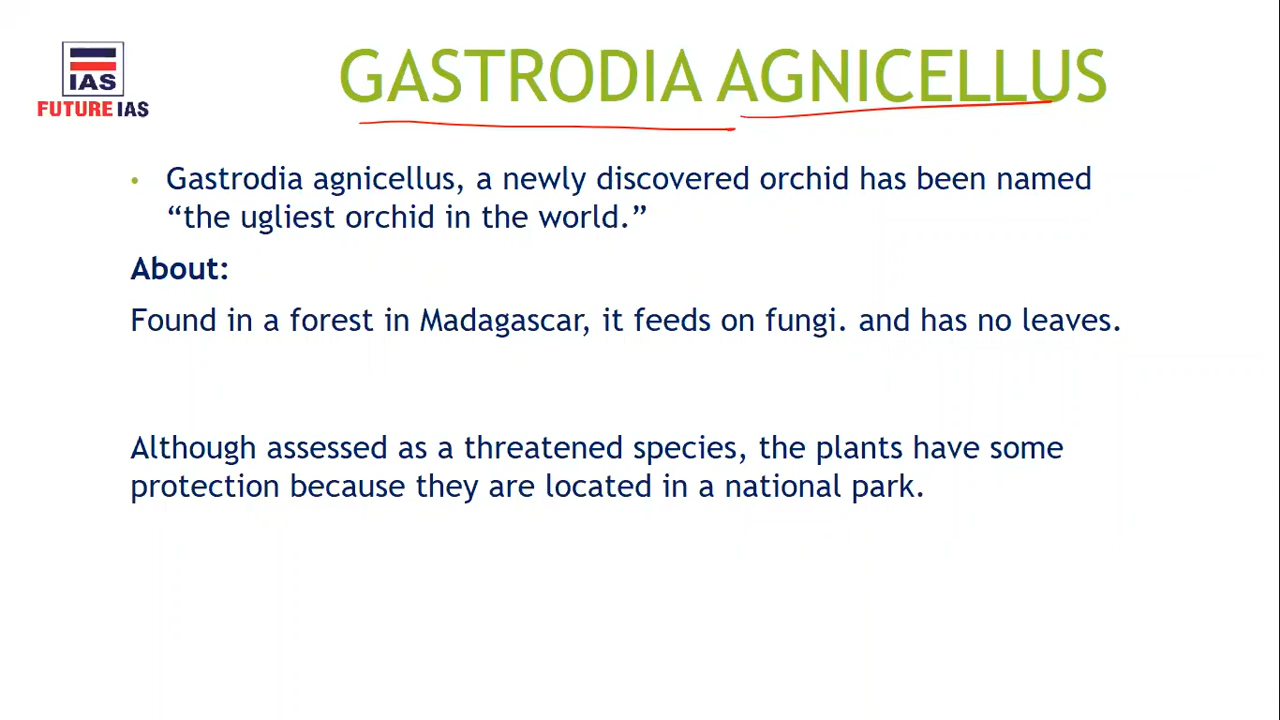 IAS
FUTURE IAS
GASTRODIA AGNICELLUS
• Gastrodia agnicellus, a newly discovered orchid has been named
“the ugliest orchid in the world.”
About:
Found in a forest in Madagascar, it feeds on fungi. and has no leaves.
Although assessed as a threatened species, the plants have some
protection because they are located in a national park.